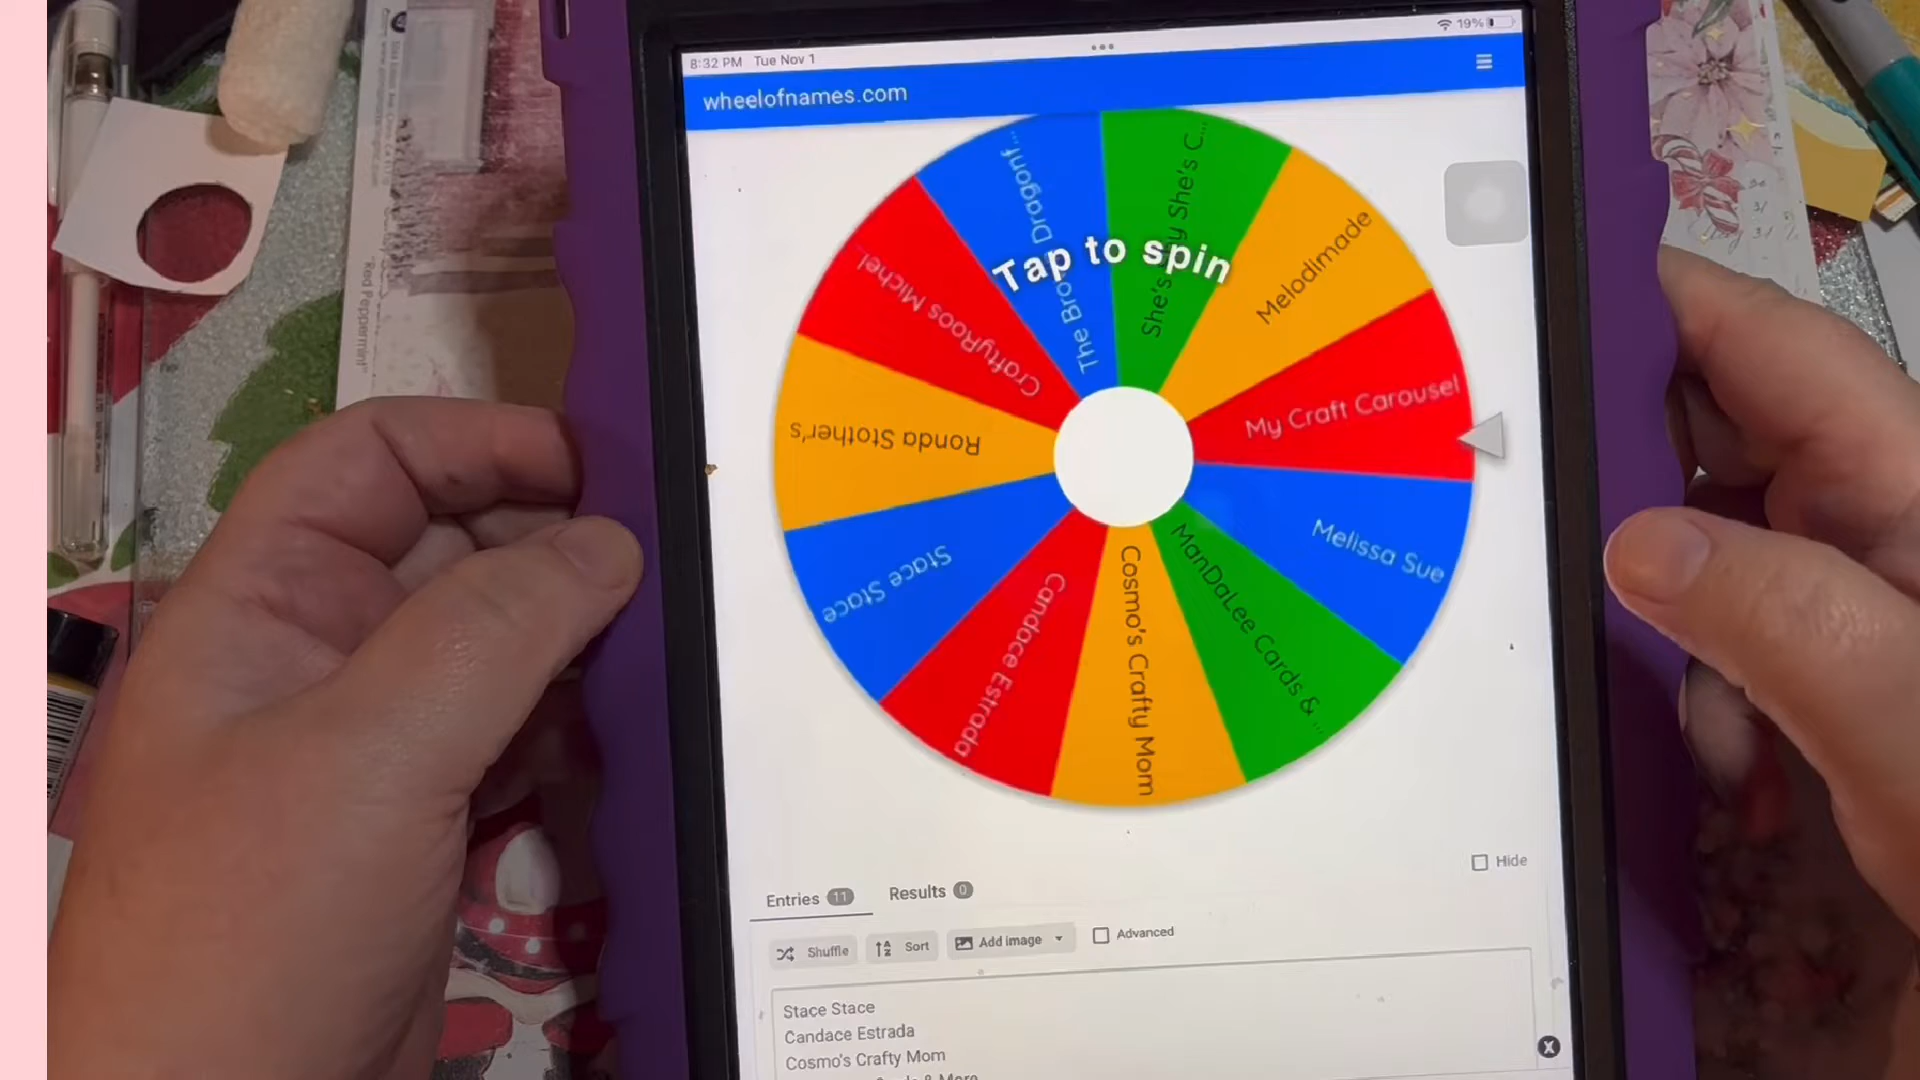 8:32 PM Tue Nov 1
19%
wheelofnames.com
Tap to spin
She's C...
Melodimade
My Craft Carousel
Melissa Sue
ManDaLee Cards & ...
Cosmo's Crafty Mom
Candace Estrada
Stace Stace
Ronda Stother's
CraftyRoos Michel
The Dragonf...
Hide
Entries 11
Results 0
Shuffle
Sort
Add image
Advanced
Stace Stace
Candace Estrada
Cosmo's Crafty Mom
& More
"Red Peppermint"